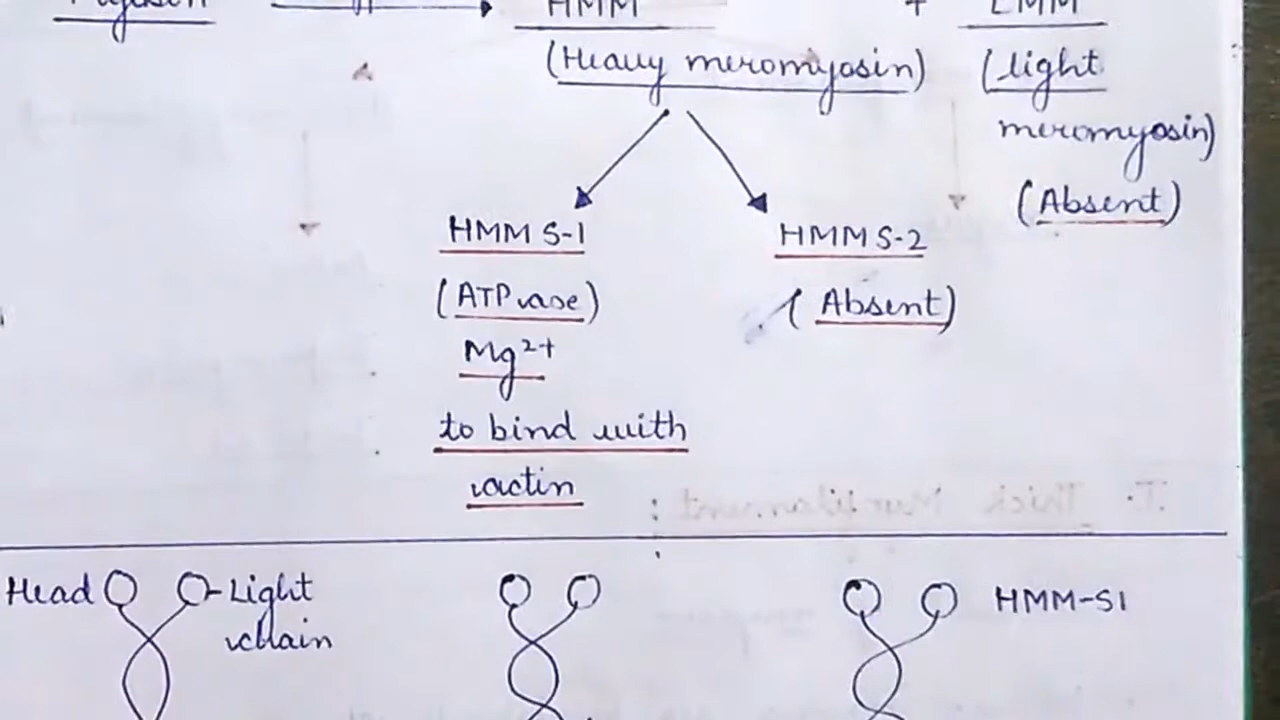 Myosin HMM + LMM
(Heavy meromyosin) (light
meromyosin)
(Absent)
HMM S-1 HMM S-2
(ATPase) (Absent)
Mg²⁺
to bind with
actin
Head Light HMM-S1
chain